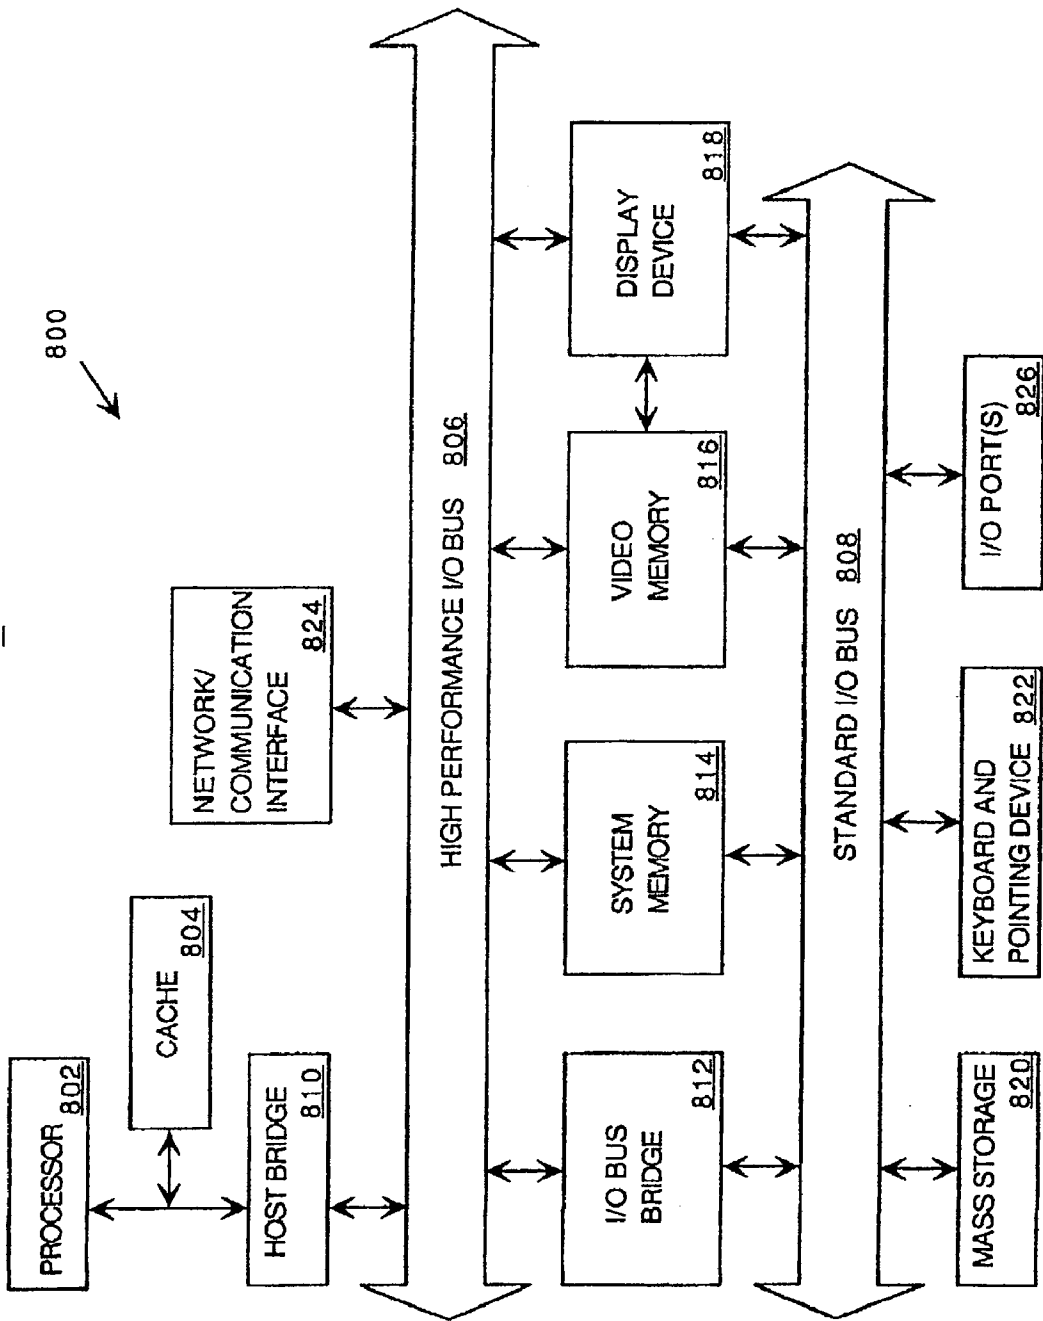 800
PROCESSOR
802
CACHE
804
HOST BRIDGE
810
NETWORK/
COMMUNICATION
INTERFACE
824
HIGH PERFORMANCE I/O BUS 806
I/O BUS
BRIDGE
812
SYSTEM
MEMORY
814
VIDEO
MEMORY
816
DISPLAY
DEVICE
818
STANDARD I/O BUS 808
MASS STORAGE
820
KEYBOARD AND
POINTING DEVICE 822
I/O PORT(S)
826